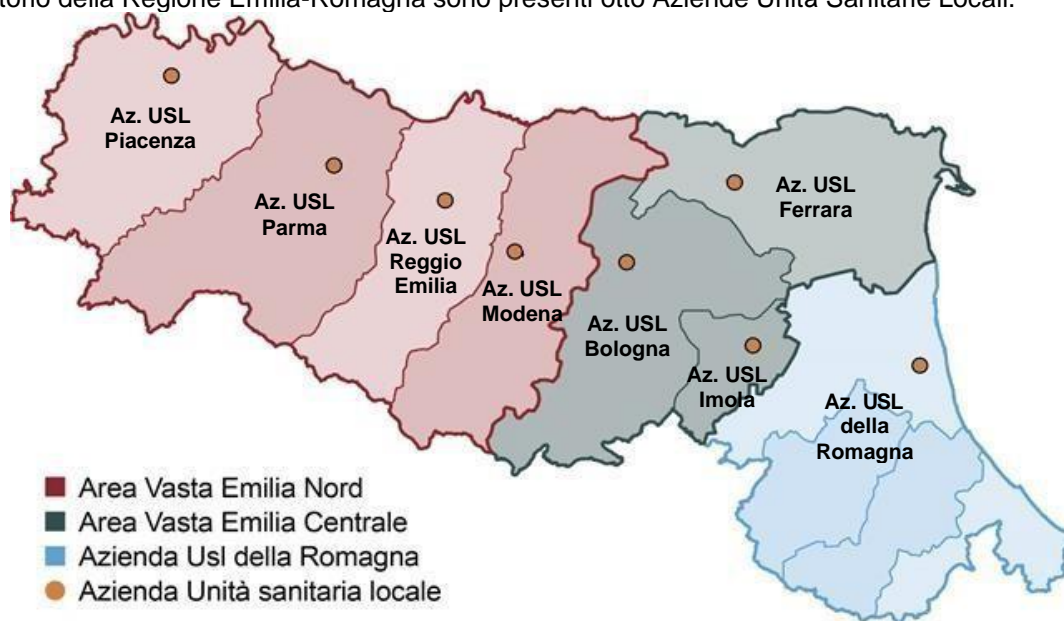 torio della Regione Emilia-Romagna sono presenti otto Aziende Unità Sanitarie Locali.
Az. USL
Piacenza
Az. USL
Parma
Az. USL
Reggio
Emilia
Az. USL
Modena
Az. USL
Ferrara
Az. USL
Bologna
Az. USL
Imola
Az. USL
della
Romagna
Area Vasta Emilia Nord
Area Vasta Emilia Centrale
Azienda Usl della Romagna
Azienda Unità sanitaria locale